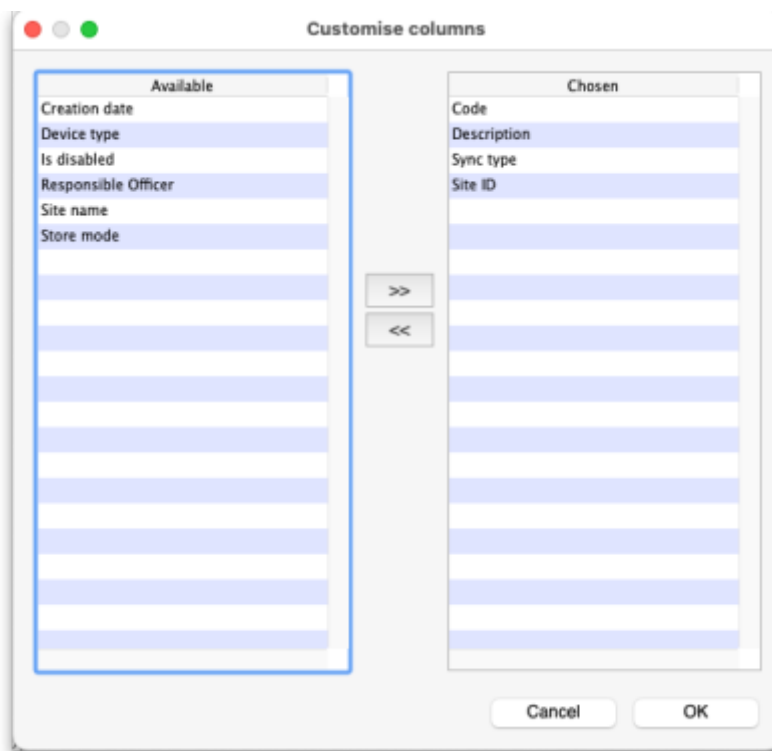 Customise columns
Available
Creation date
Device type
Is disabled
Responsible Officer
Site name
Store mode
>>
<<
Chosen
Code
Description
Sync type
Site ID
Cancel
OK